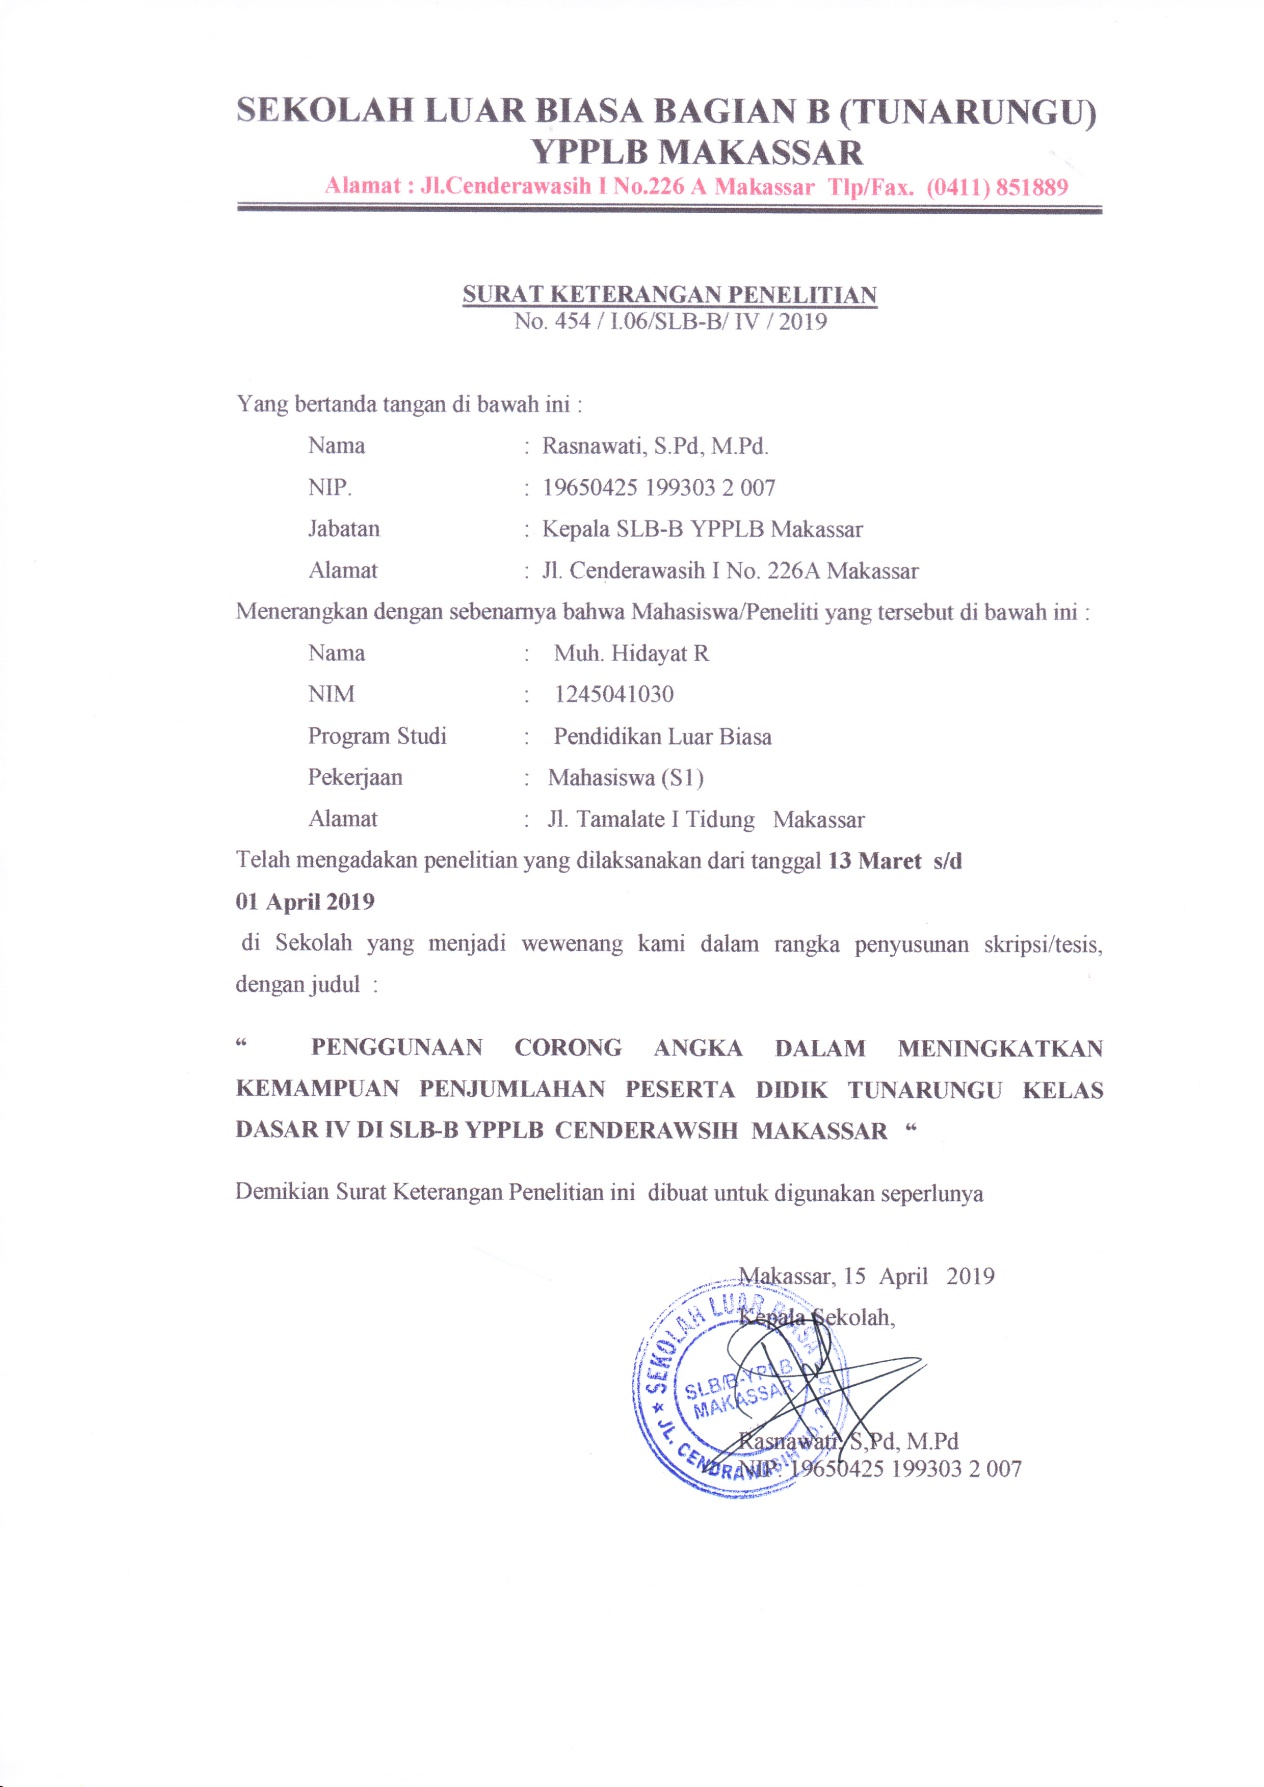 SEKOLAH LUAR BIASA BAGIAN B (TUNARUNGU)
YPPLB MAKASSAR
Alamat : Jl.Cenderawasih I No.226 A Makassar Tlp/Fax. (0411) 851889
SURAT KETERANGAN PENELITIAN
No. 454 / I.06/SLB-B/ IV / 2019
Yang bertanda tangan di bawah ini :
Nama : Rasnawati, S.Pd, M.Pd.
NIP. : 19650425 199303 2 007
Jabatan : Kepala SLB-B YPPLB Makassar
Alamat : Jl. Cenderawasih I No. 226A Makassar
Menerangkan dengan sebenarnya bahwa Mahasiswa/Peneliti yang tersebut di bawah ini :
Nama : Muh. Hidayat R
NIM : 1245041030
Program Studi : Pendidikan Luar Biasa
Pekerjaan : Mahasiswa (S1)
Alamat : Jl. Tamalate I Tidung Makassar
Telah mengadakan penelitian yang dilaksanakan dari tanggal 13 Maret s/d
01 April 2019
di Sekolah yang menjadi wewenang kami dalam rangka penyusunan skripsi/tesis,
dengan judul :
“ PENGGUNAAN CORONG ANGKA DALAM MENINGKATKAN
KEMAMPUAN PENJUMLAHAN PESERTA DIDIK TUNARUNGU KELAS
DASAR IV DI SLB-B YPPLB CENDERAWSIH MAKASSAR “
Demikian Surat Keterangan Penelitian ini dibuat untuk digunakan seperlunya
Makassar, 15 April 2019
Kepala Sekolah,
SEKOLAH LUAR BIASA
SLB/B-YPLB
MAKASSAR
JL. CENDRAWASIH NO. 226A
Rasnawati, S,Pd, M.Pd
NIP. 19650425 199303 2 007